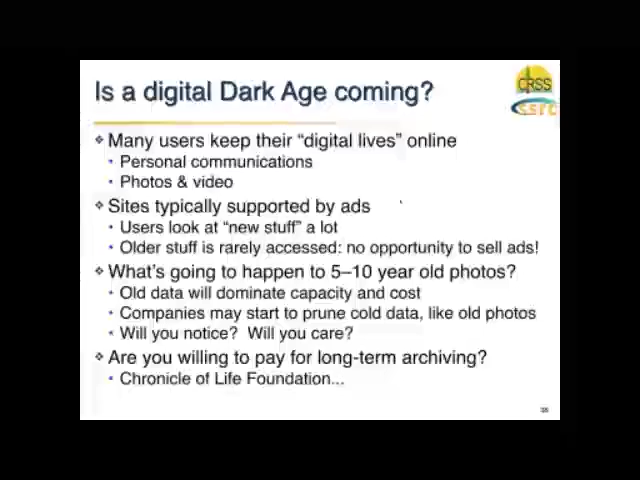 Is a digital Dark Age coming?
CRSS
ssrc
Many users keep their “digital lives” online
Personal communications
Photos & video
Sites typically supported by ads
Users look at “new stuff” a lot
Older stuff is rarely accessed: no opportunity to sell ads!
What’s going to happen to 5–10 year old photos?
Old data will dominate capacity and cost
Companies may start to prune cold data, like old photos
Will you notice? Will you care?
Are you willing to pay for long-term archiving?
Chronicle of Life Foundation...